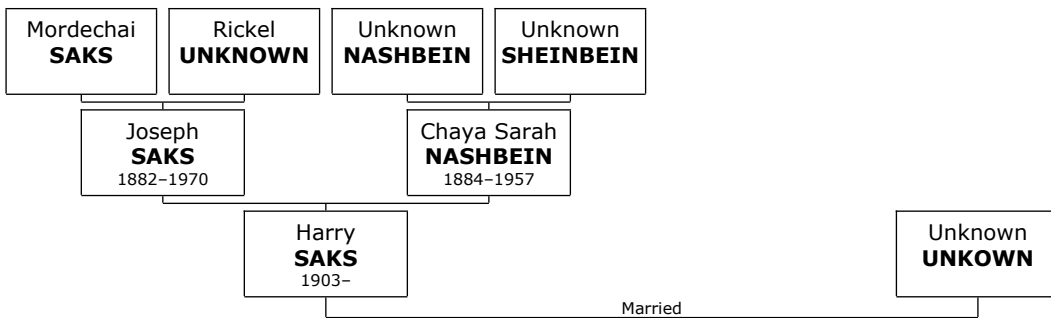 Mordechai
SAKS
Rickel
UNKNOWN
Unknown
NASHBEIN
Unknown
SHEINBEIN
Joseph
SAKS
1882–1970
Chaya Sarah
NASHBEIN
1884–1957
Harry
SAKS
1903–
Unknown
UNKOWN
Married